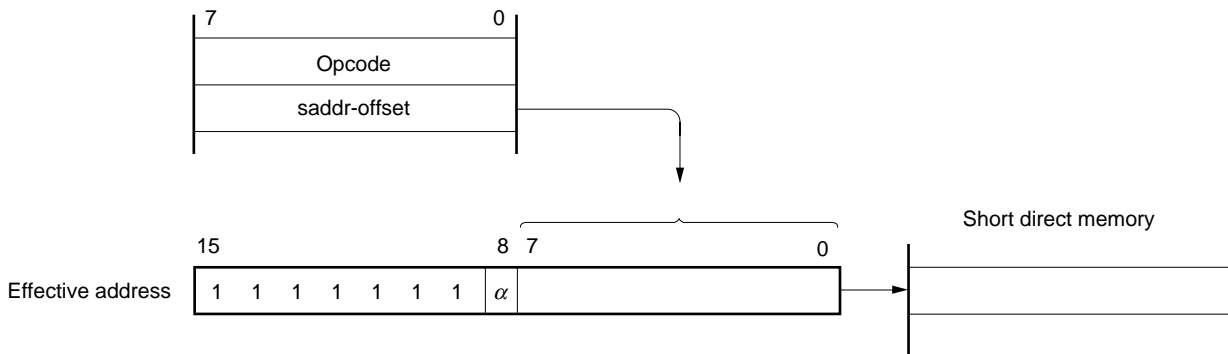 7 0
Opcode
saddr-offset
Short direct memory
15 8 7 0
Effective address 1 1 1 1 1 1 1 α